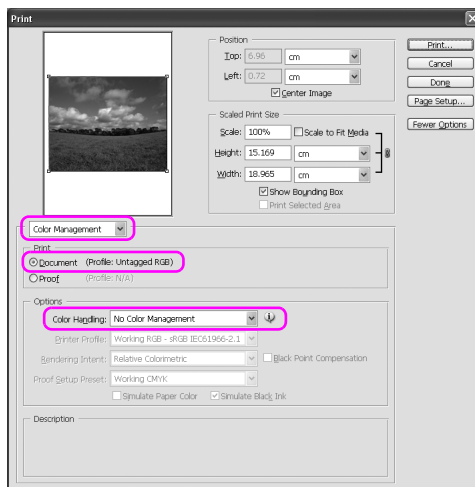 Print
Position
Top: 6.96 cm
Left: 0.72 cm
Center Image
Print...
Cancel
Done
Page Setup...
Fewer Options
Scaled Print Size
Scale: 100% Scale to Fit Media
Height: 15.169 cm
Width: 18.965 cm
Show Bounding Box
Print Selected Area
Color Management
Print
Document (Profile: Untagged RGB)
Proof (Profile: N/A)
Options
Color Handling: No Color Management
Printer Profile: Working RGB - sRGB IEC61966-2.1
Rendering Intent: Relative Colorimetric Black Point Compensation
Proof Setup Preset: Working CMYK
Simulate Paper Color Simulate Black Ink
Description